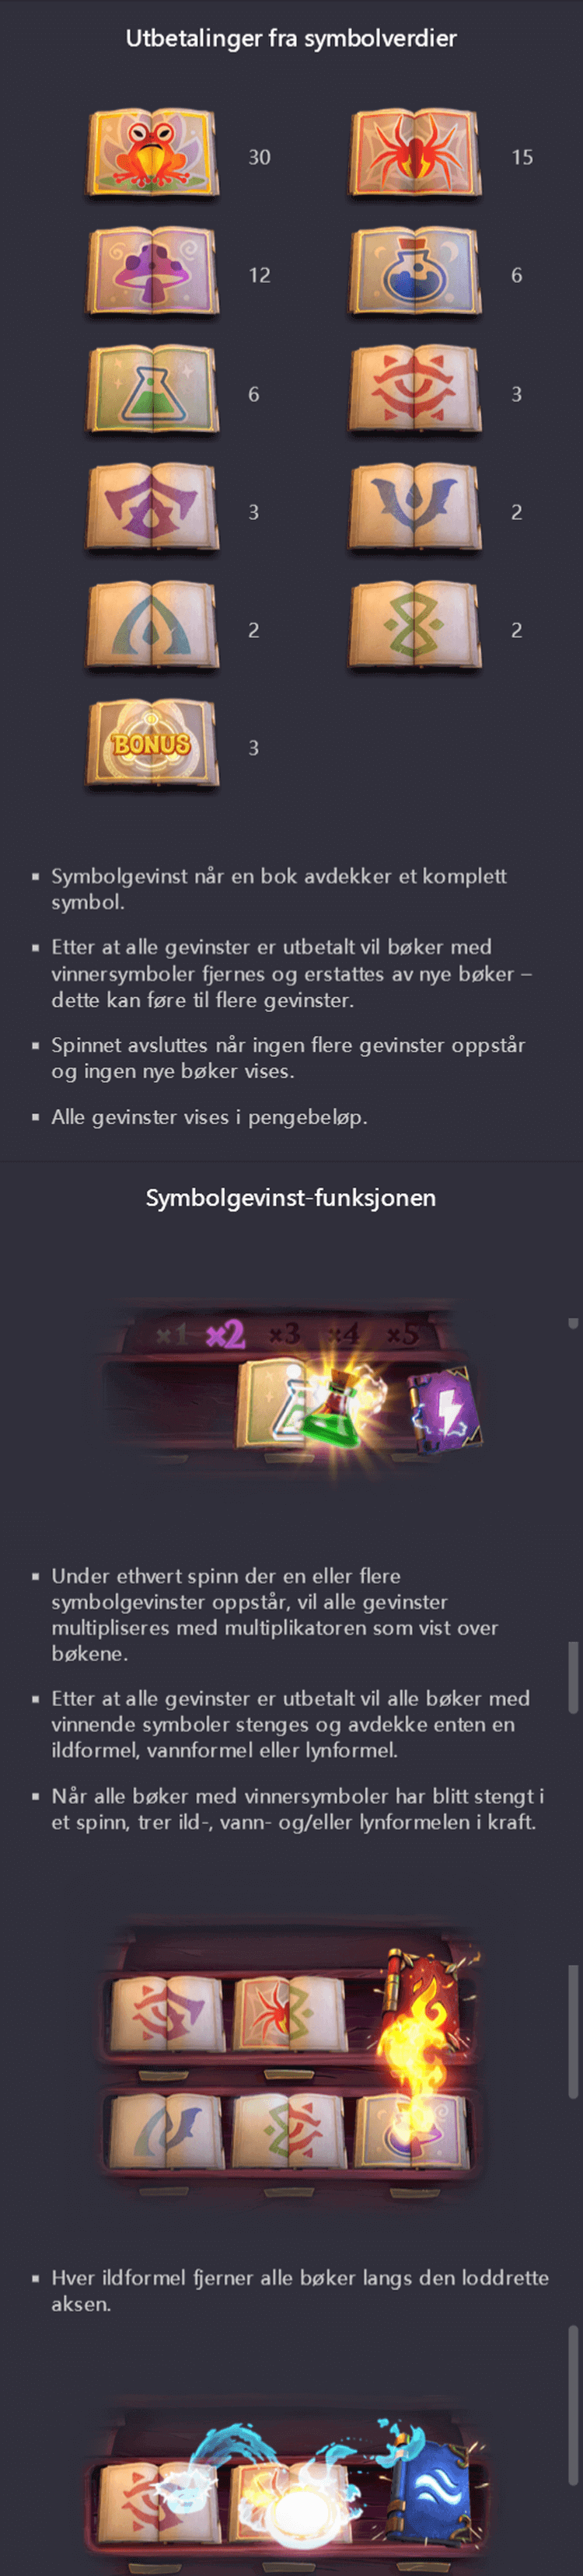 Utbetalinger fra symbolverdier
30
15
12
6
6
3
3
2
2
2
BONUS
3
▪ Symbolgevinst når en bok avdekker et komplett
symbol.
▪ Etter at alle gevinster er utbetalt vil bøker med
vinnersymboler fjernes og erstattes av nye bøker –
dette kan føre til flere gevinster.
▪ Spinnet avsluttes når ingen flere gevinster oppstår
og ingen nye bøker vises.
▪ Alle gevinster vises i pengebeløp.
Symbolgevinst-funksjonen
x1 x2 x3 x4 x5
▪ Under ethvert spinn der en eller flere
symbolgevinster oppstår, vil alle gevinster
multipliseres med multiplikatoren som vist over
bøkene.
▪ Etter at alle gevinster er utbetalt vil alle bøker med
vinnende symboler stenges og avdekke enten en
ildformel, vannformel eller lynformel.
▪ Når alle bøker med vinnersymboler har blitt stengt i
et spinn, trer ild-, vann- og/eller lynformelen i kraft.
▪ Hver ildformel fjerner alle bøker langs den loddrette
aksen.